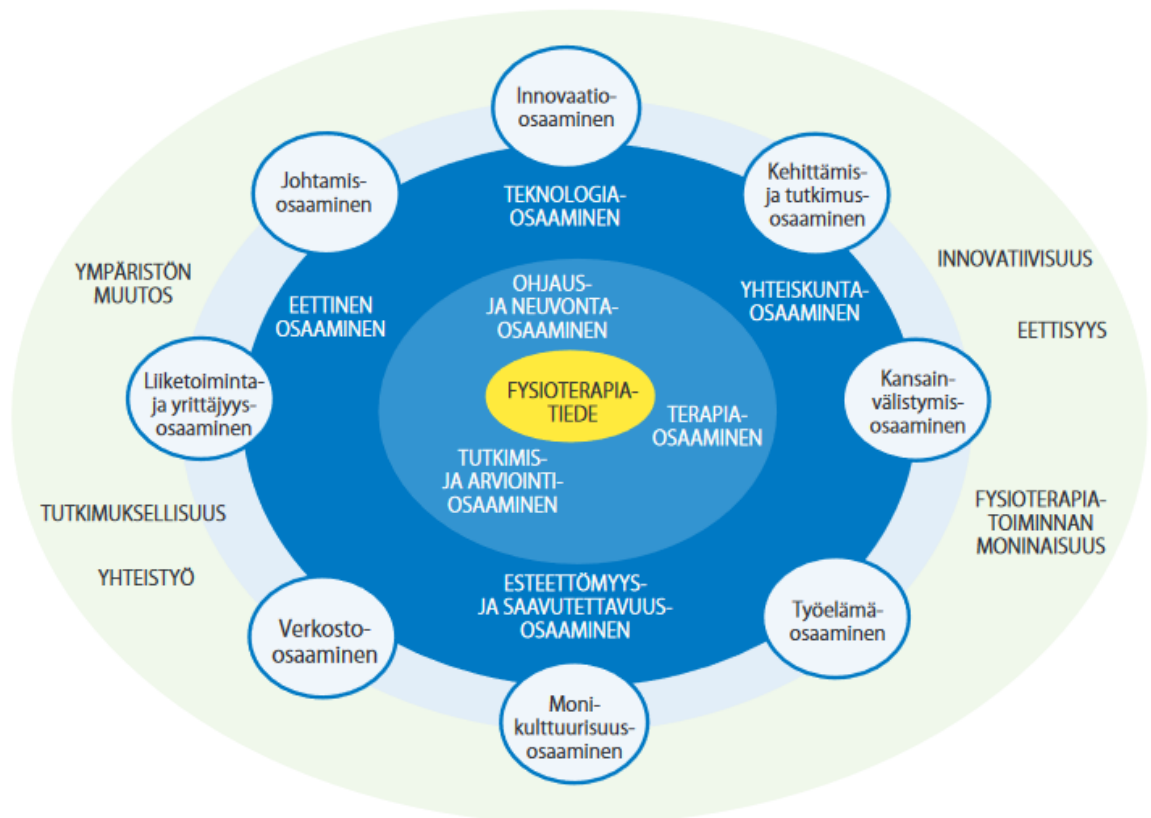 Innovaatio-
osaaminen
Johtamis-
osaaminen
Kehittämis-
ja tutkimus-
osaaminen
TEKNOLOGIA-
OSAAMINEN
YMPÄRISTÖN
MUUTOS
INNOVATIIVISUUS
EETTINEN
OSAAMINEN
OHJAUS-
JA NEUVONTA-
OSAAMINEN
YHTEISKUNTA-
OSAAMINEN
EETTISYYS
Liiketoiminta-
ja yrittäjyys-
osaaminen
FYSIOTERAPIA-
TIEDE
TERAPIA-
OSAAMINEN
Kansain-
välistymis-
osaaminen
TUTKIMIS-
JA ARVIOINTI-
OSAAMINEN
TUTKIMUKSELLISUUS
FYSIOTERAPIA-
TOIMINNAN
MONINAISUUS
YHTEISTYÖ
ESTEETTÖMYYS-
JA SAAVUTETTAVUUS-
OSAAMINEN
Verkosto-
osaaminen
Työelämä-
osaaminen
Moni-
kulttuurisuus-
osaaminen